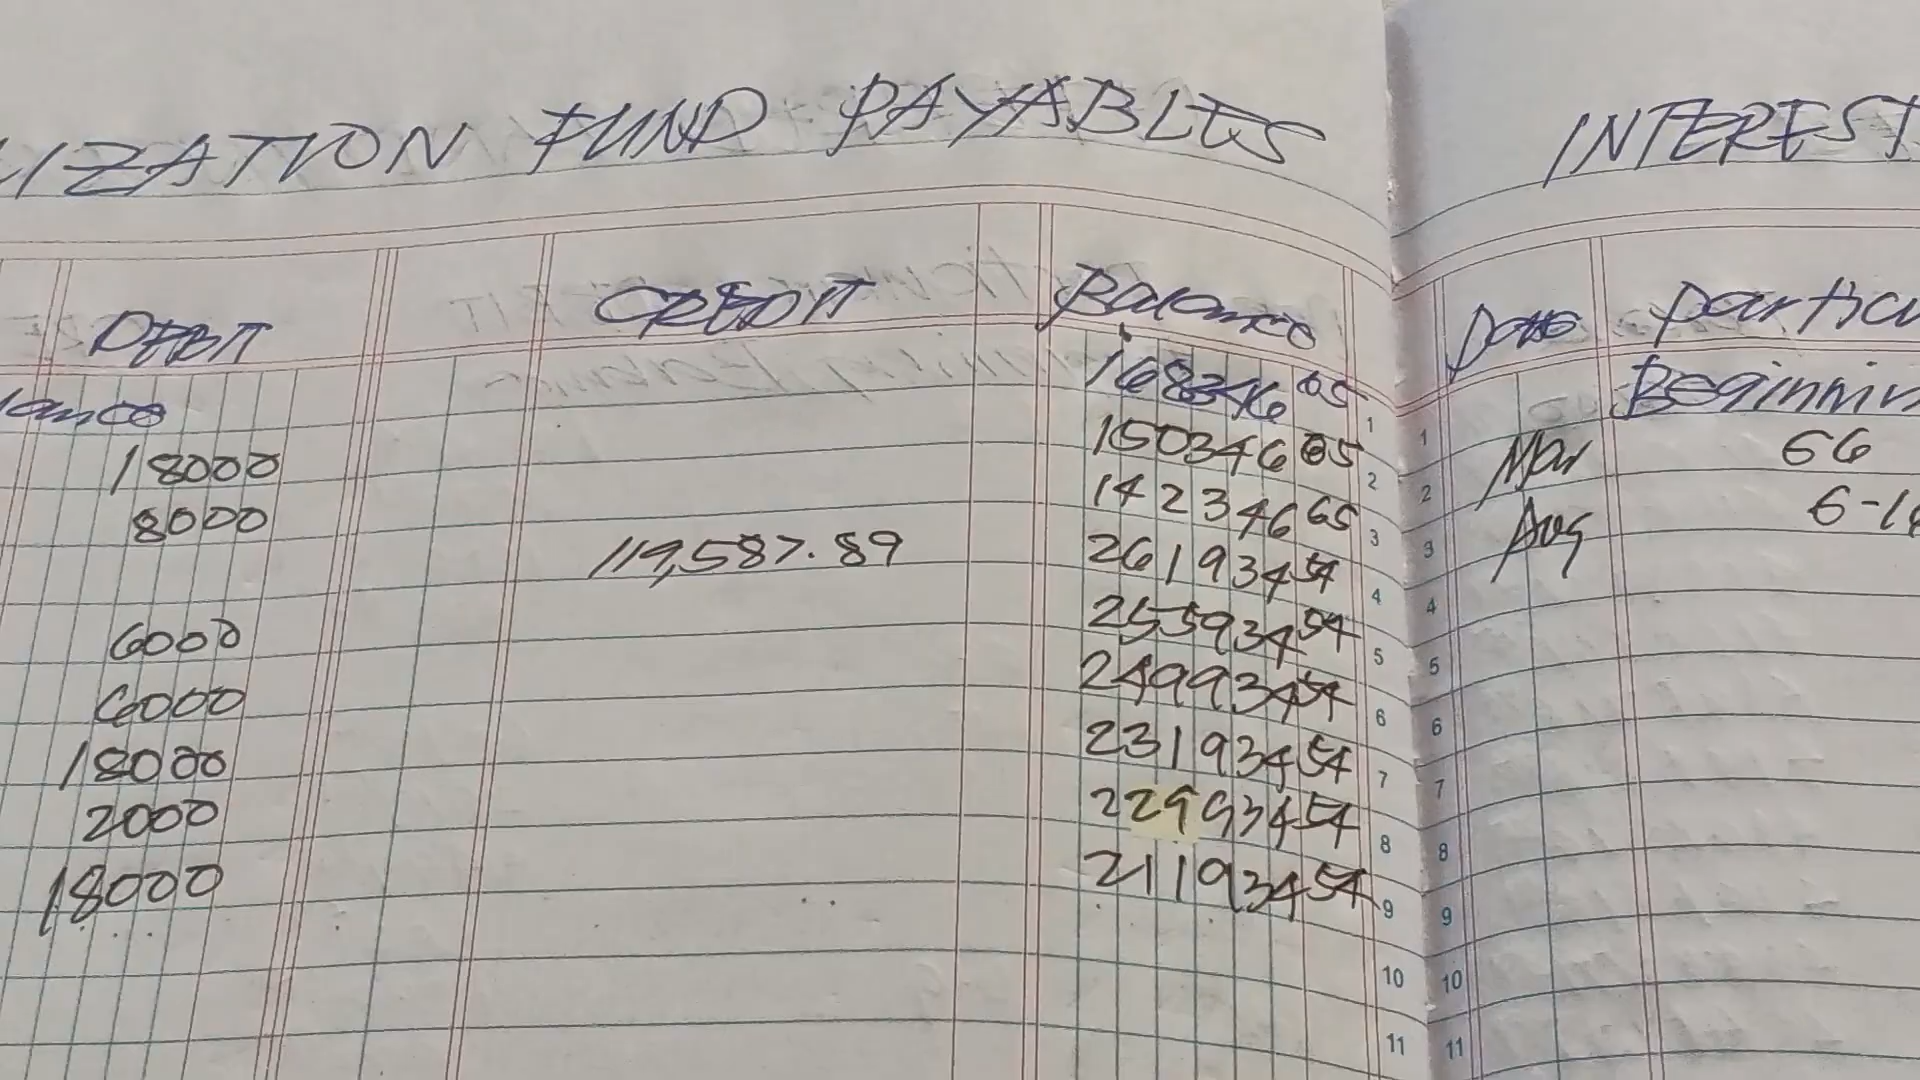 LIZATION FUND PAYABLES
DEBIT CREDIT Balance
lance 168346 65
18000 150346 65
8000 142346 65
119,587.89 261934 54
6000 255934 54
6000 249934 54
18000 231934 54
2000 229934 54
18000 211934 54
1
2
3
4
5
6
7
8
9
10
11
INTEREST
Date Particu
1 Beginnin
2 Mar 66
3 Aug 6-1
4
5
6
7
8
9
10
11